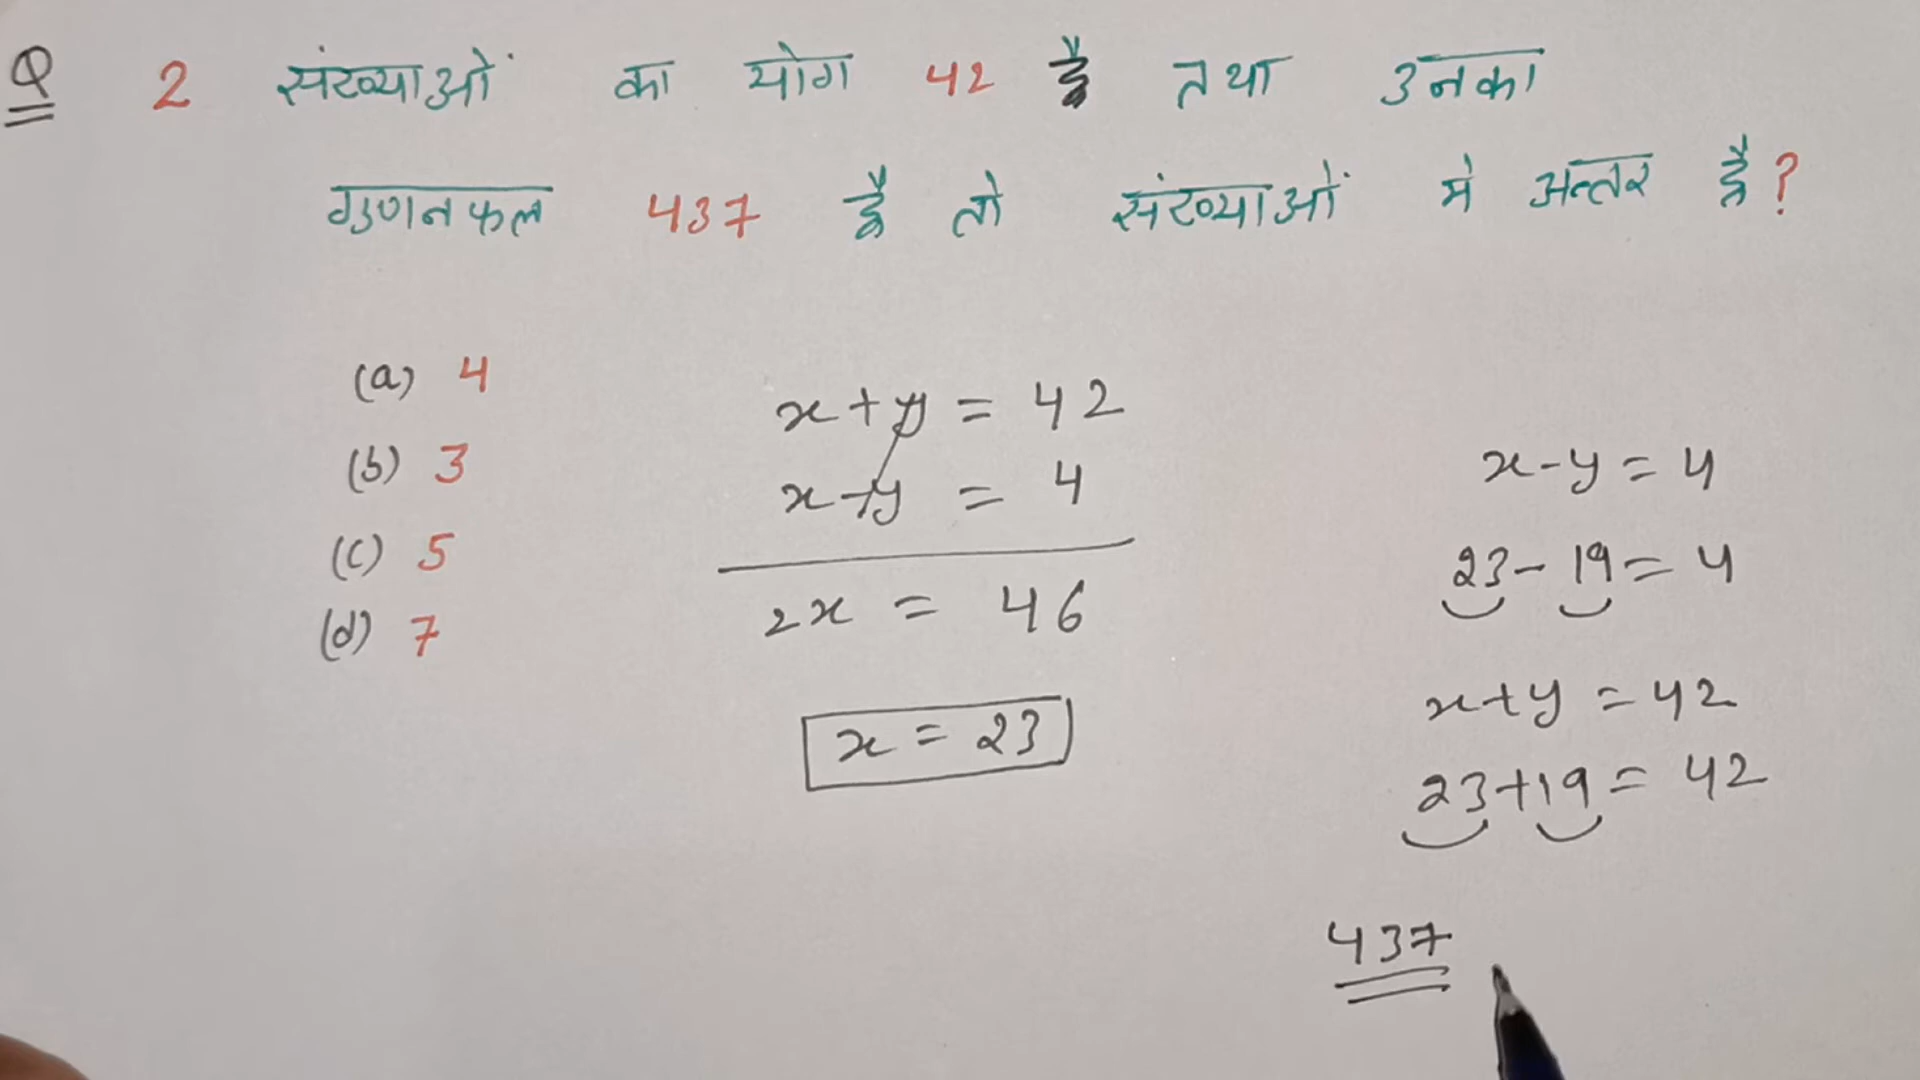 Q 2 संख्याओं का योग 42 है तथा उनका
गुणनफल 437 है तो संख्याओं मे अन्तर है?
(a) 4
(b) 3
(c) 5
(d) 7
x+y = 42
x-y = 4
2x = 46
x = 23
x-y = 4
23-19 = 4
x+y = 42
23+19 = 42
437